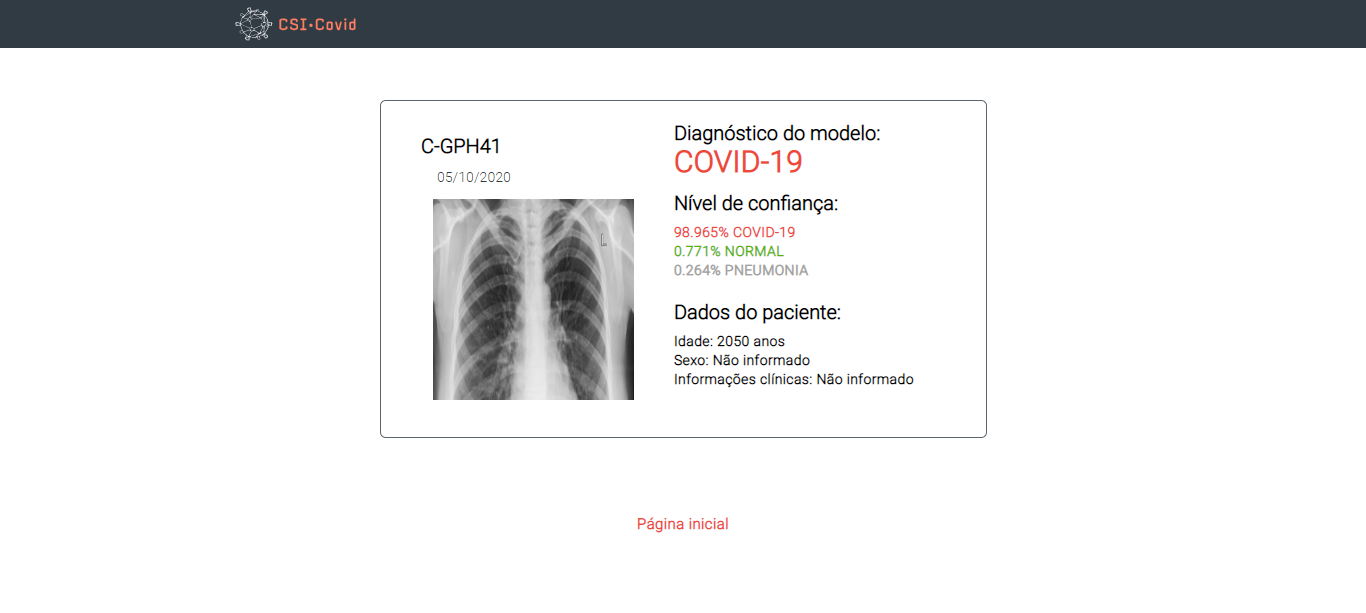 CSI•Covid
C-GPH41
05/10/2020
L
Diagnóstico do modelo:
COVID-19
Nível de confiança:
98.965% COVID-19
0.771% NORMAL
0.264% PNEUMONIA
Dados do paciente:
Idade: 2050 anos
Sexo: Não informado
Informações clínicas: Não informado
Página inicial